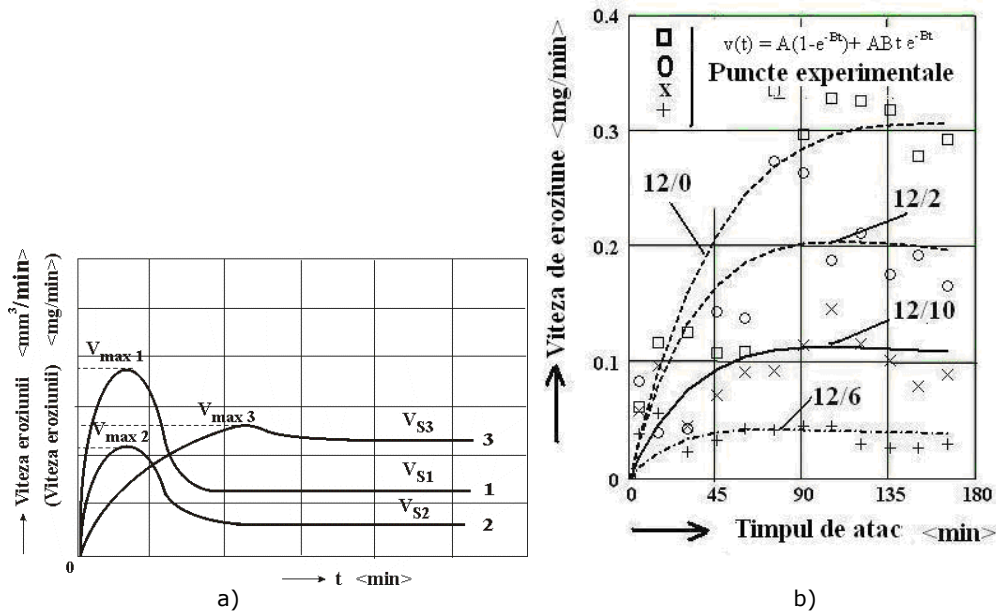 Viteza eroziunii <mm³/min>
(Viteza eroziunii) <mg/min>
V max 1
V max 2
V max 3
V S3
3
V S1
1
V S2
2
0
t <min>
a)
Viteza de eroziune <mg/min>
0.4
0.3
0.2
0.1
0
v(t) = A(1-e^-Bt)+ ABt e^-Bt
Puncte experimentale
12/0
12/2
12/10
12/6
0 45 90 135 180
Timpul de atac <min>
b)